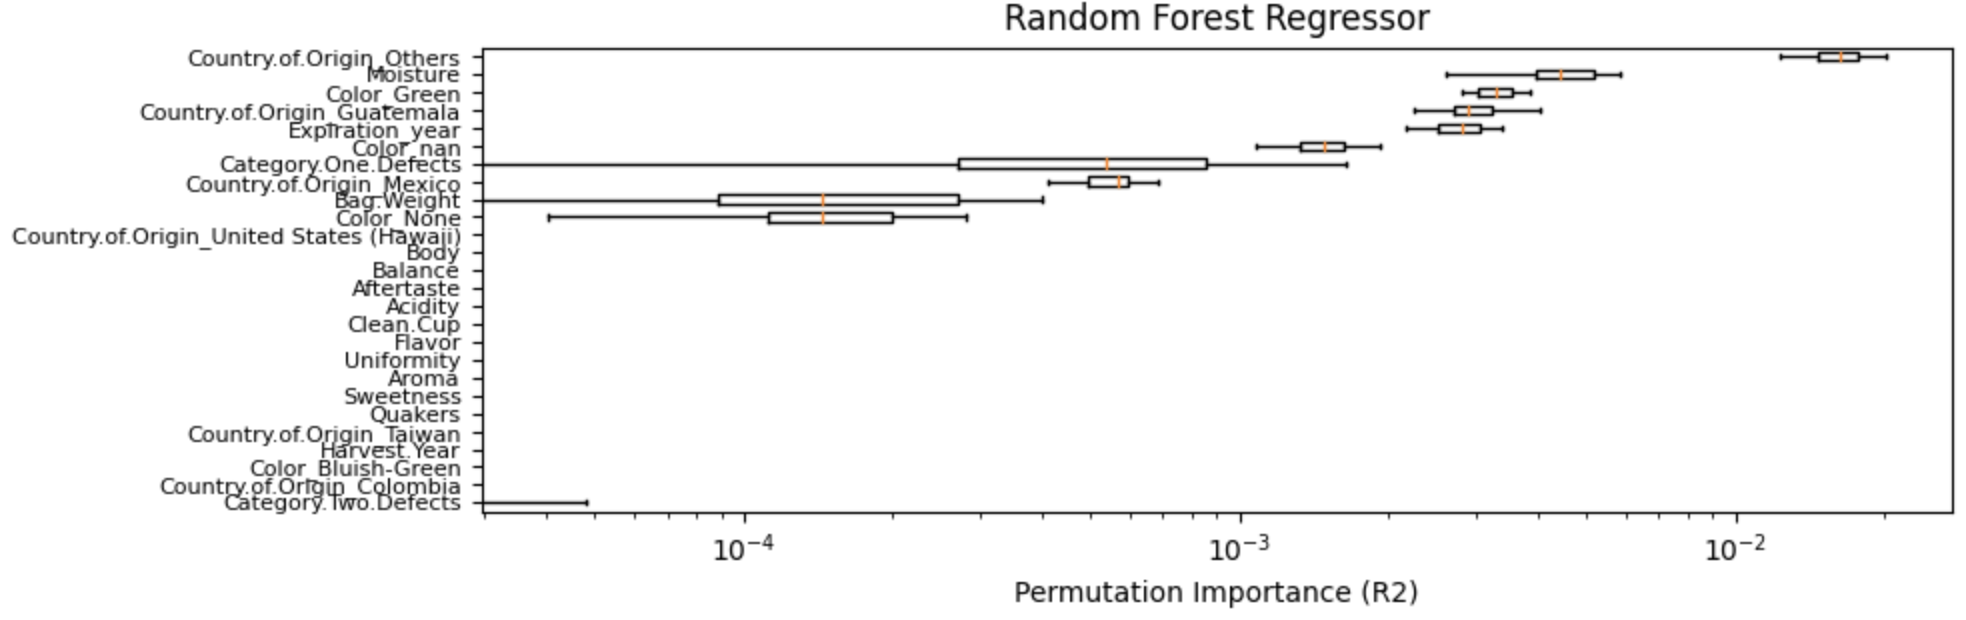 Random Forest Regressor
Country.of.Origin_Others
Moisture
Color_Green
Country.of.Origin_Guatemala
Expiration_year
Color_nan
Category.One.Defects
Country.of.Origin_Mexico
Bag.Weight
Color_None
Country.of.Origin_United States (Hawaii)
Body
Balance
Aftertaste
Acidity
Clean.Cup
Flavor
Uniformity
Aroma
Sweetness
Quakers
Country.of.Origin_Taiwan
Harvest.Year
Color_Bluish-Green
Country.of.Origin_Colombia
Category.Two.Defects
10⁻⁴ 10⁻³ 10⁻²
Permutation Importance (R2)